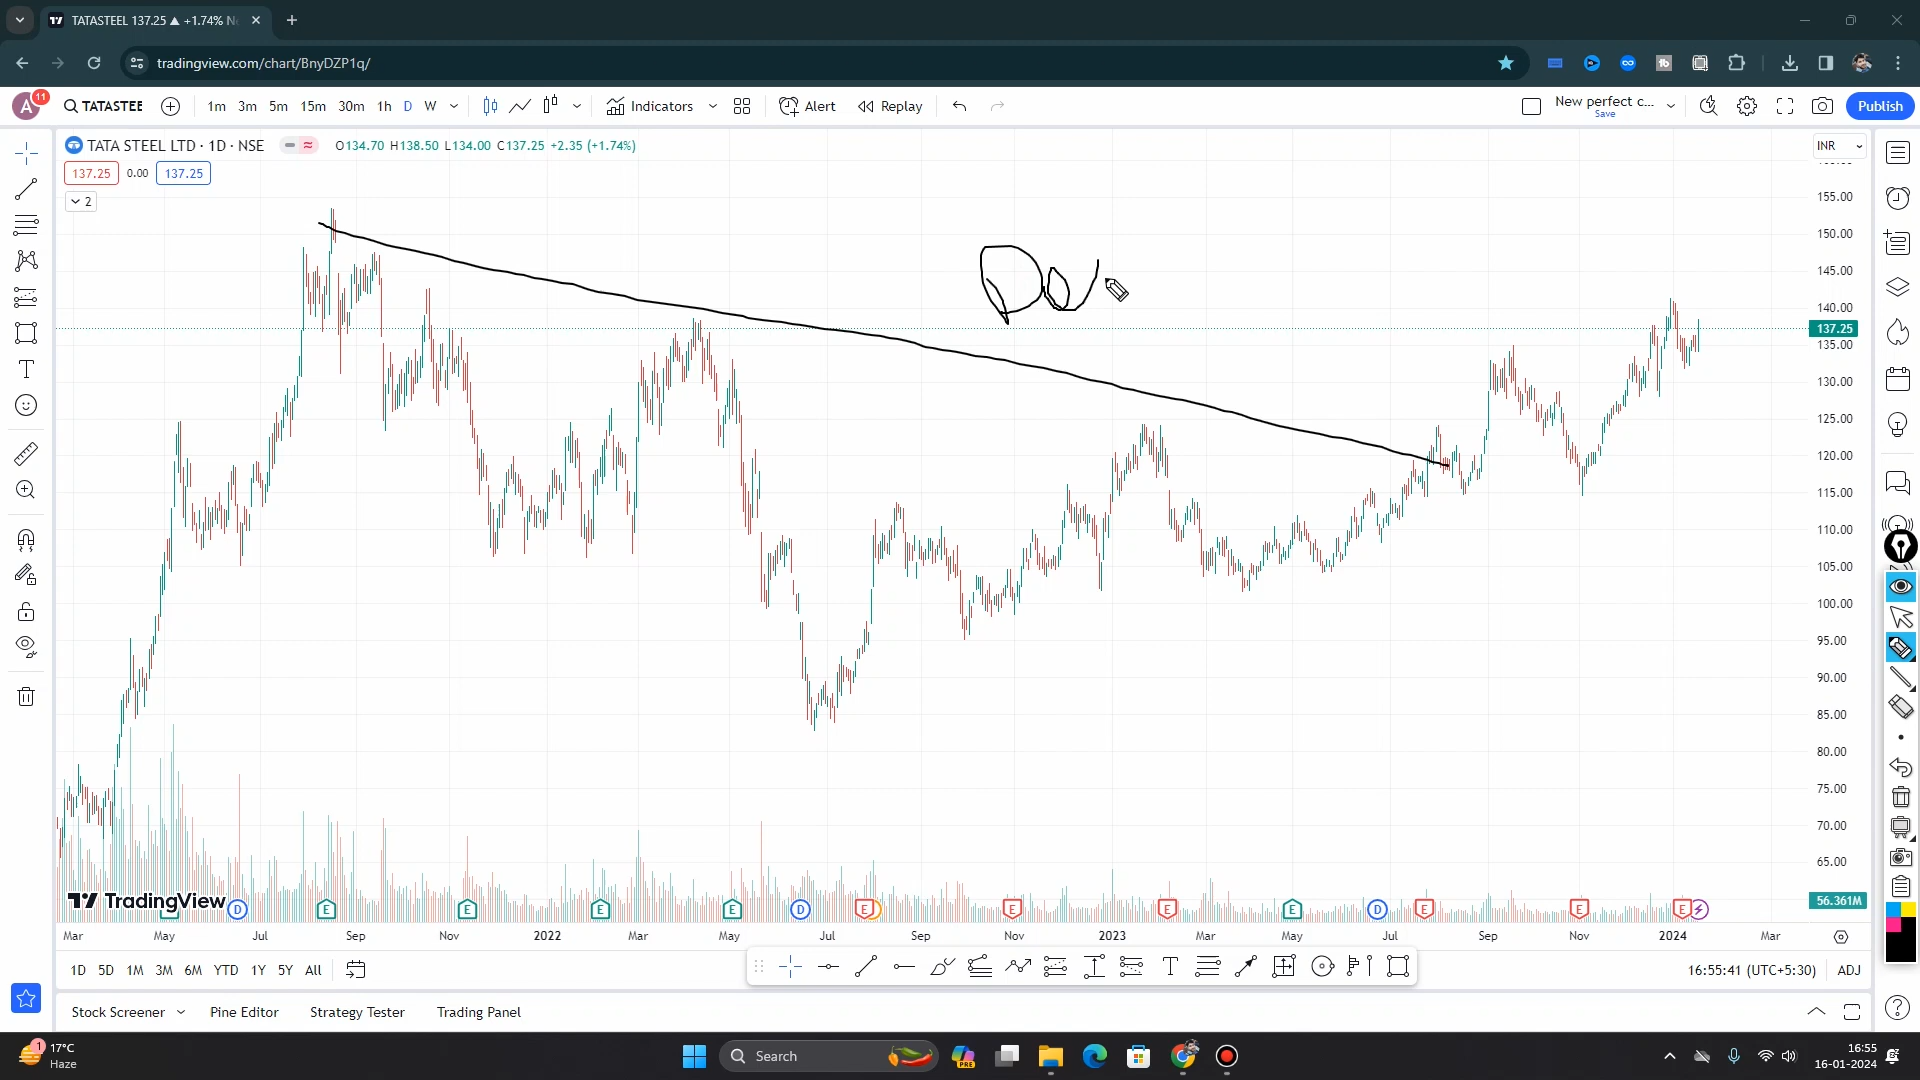 TATASTEEL 137.25 ▲ +1.74% N
tradingview.com/chart/BnyDZP1q/
A 11 TATASTEE 1m 3m 5m 15m 30m 1h D W Indicators Alert Replay New perfect c... Save Publish
TATA STEEL LTD · 1D · NSE O134.70 H138.50 L134.00 C137.25 +2.35 (+1.74%) INR
137.25 0.00 137.25
2
155.00
150.00
145.00
140.00
137.25
135.00
130.00
125.00
120.00
115.00
110.00
105.00
100.00
95.00
90.00
85.00
80.00
75.00
70.00
65.00
56.361M
TradingView
D E E E E D E E E E D E E E
Mar May Jul Sep Nov 2022 Mar May Jul Sep Nov 2023 Mar May Jul Sep Nov 2024 Mar
1D 5D 1M 3M 6M YTD 1Y 5Y All 16:55:41 (UTC+5:30) ADJ
Stock Screener Pine Editor Strategy Tester Trading Panel
1 17°C
Haze
Search
PRE
16:55
16-01-2024